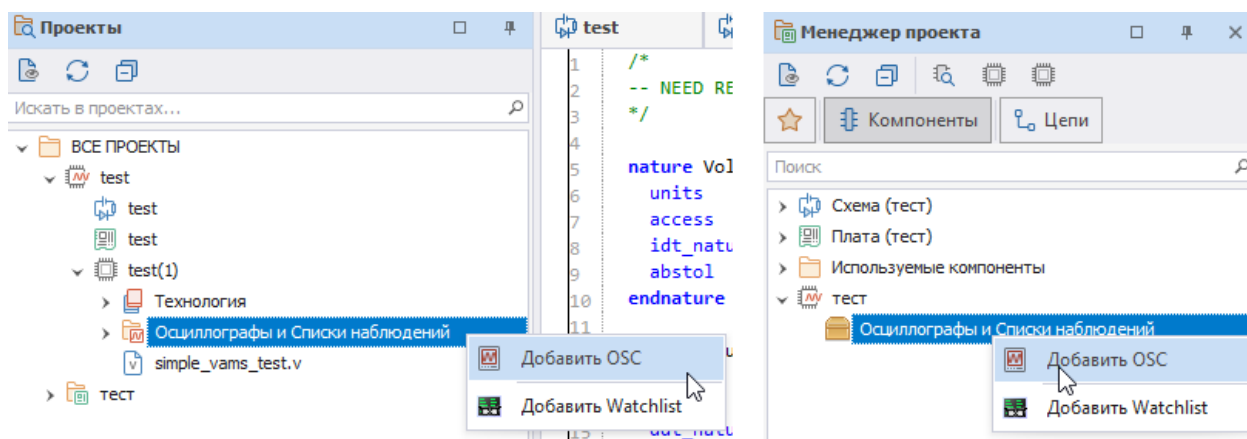 Проекты
Искать в проектах...
ВСЕ ПРОЕКТЫ
test
test
test
test(1)
Технология
Осциллографы и Списки наблюдений
simple_vams_test.v
тест
Добавить OSC
Добавить Watchlist
test
1 /*
2 -- NEED RE
3 */
4
5 nature Vol
6 units
7 access
8 idt_natu
9 abstol
10 endnature
11
15
Менеджер проекта
Компоненты
Цепи
Поиск
Схема (тест)
Плата (тест)
Используемые компоненты
тест
Осциллографы и Списки наблюдений
Добавить OSC
Добавить Watchlist